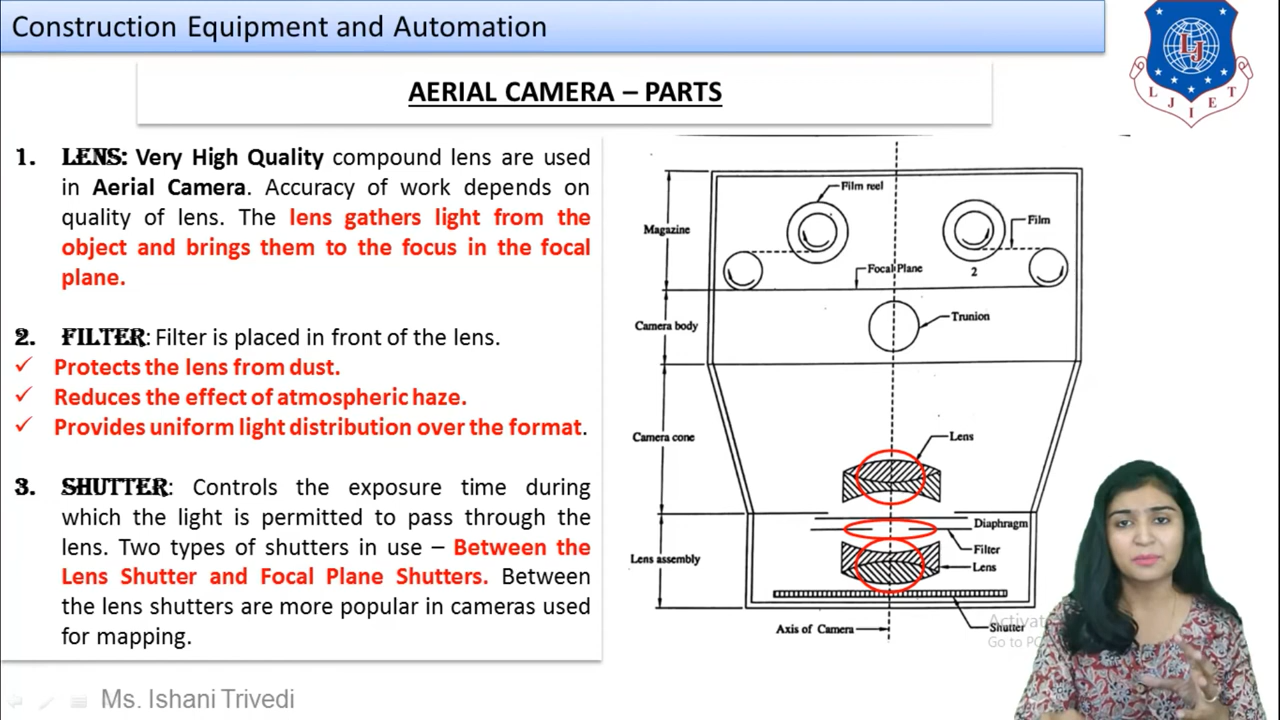 Construction Equipment and Automation
AERIAL CAMERA – PARTS
1. LENS: Very High Quality compound lens are used
in Aerial Camera. Accuracy of work depends on
quality of lens. The lens gathers light from the
object and brings them to the focus in the focal
plane.
2. FILTER: Filter is placed in front of the lens.
✓ Protects the lens from dust.
✓ Reduces the effect of atmospheric haze.
✓ Provides uniform light distribution over the format.
3. SHUTTER: Controls the exposure time during
which the light is permitted to pass through the
lens. Two types of shutters in use – Between the
Lens Shutter and Focal Plane Shutters. Between
the lens shutters are more popular in cameras used
for mapping.
Ms. Ishani Trivedi
LJ
L J I E T
Film reel
Magazine
Film
Focal Plane
2
Trunion
Camera body
Camera cone
Lens
Diaphragm
Filter
Lens assembly
Lens
Shutter
Axis of Camera
Activat
Go to PC